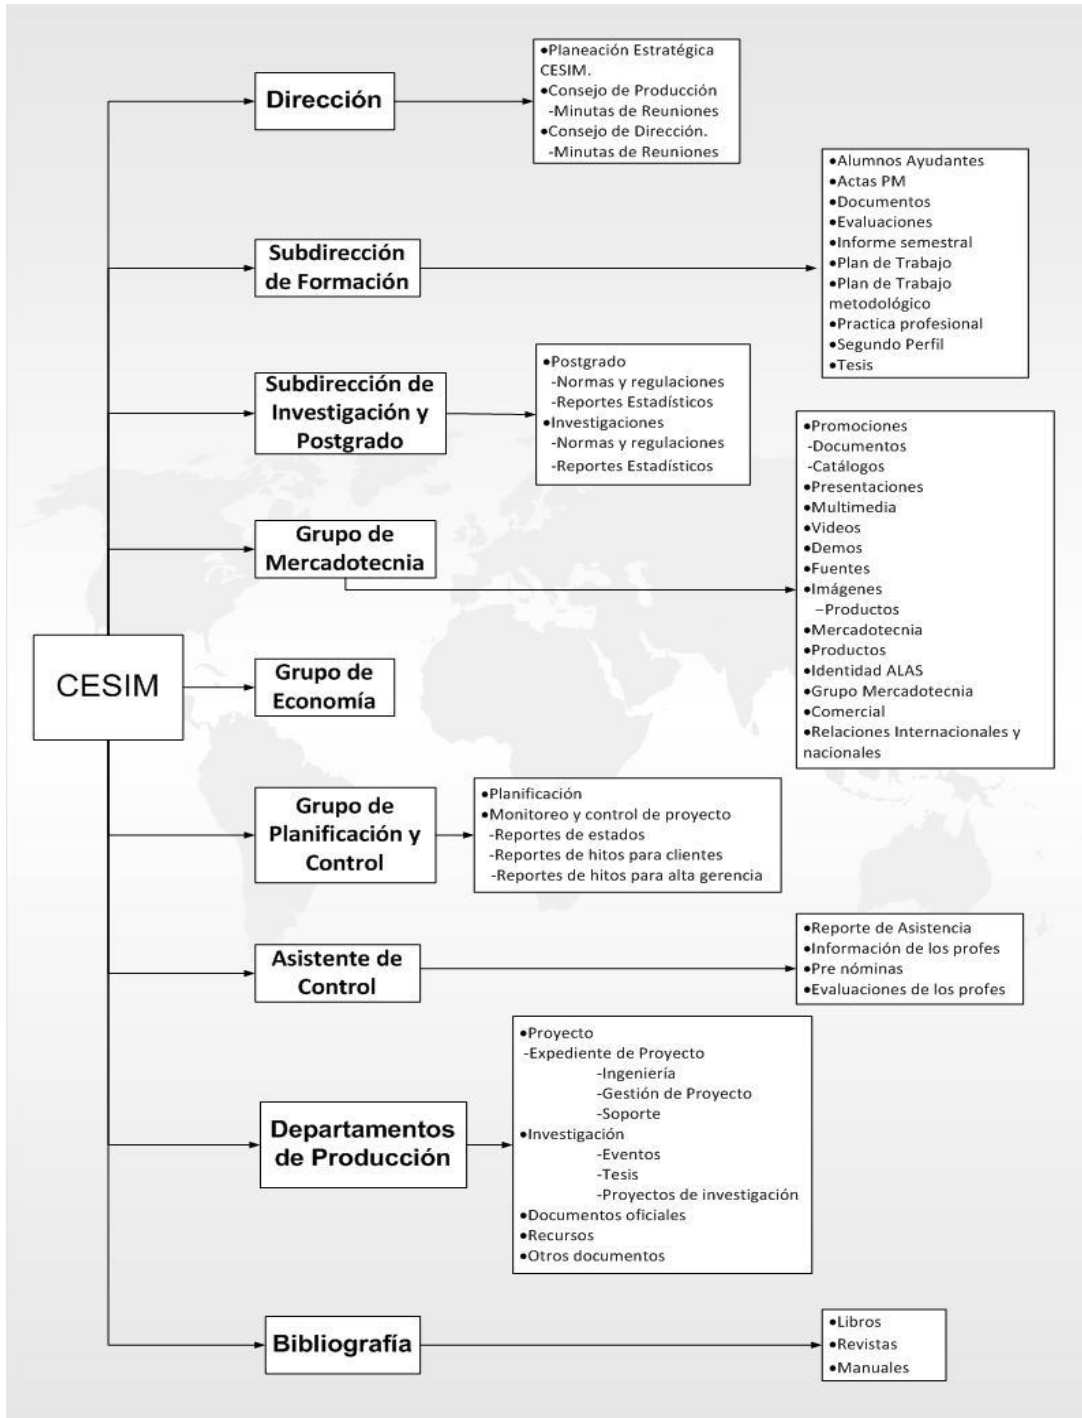 CESIM
Dirección
•Planeación Estratégica
CESIM.
•Consejo de Producción
-Minutas de Reuniones
•Consejo de Dirección.
-Minutas de Reuniones
Subdirección
de Formación
•Alumnos Ayudantes
•Actas PM
•Documentos
•Evaluaciones
•Informe semestral
•Plan de Trabajo
•Plan de Trabajo
metodológico
•Practica profesional
•Segundo Perfil
•Tesis
Subdirección de
Investigación y
Postgrado
•Postgrado
-Normas y regulaciones
-Reportes Estadísticos
•Investigaciones
-Normas y regulaciones
-Reportes Estadísticos
Grupo de
Mercadotecnia
•Promociones
-Documentos
-Catálogos
•Presentaciones
•Multimedia
•Videos
•Demos
•Fuentes
•Imágenes
–Productos
•Mercadotecnia
•Productos
•Identidad ALAS
•Grupo Mercadotecnia
•Comercial
•Relaciones Internacionales y
nacionales
Grupo de
Economía
Grupo de
Planificación y
Control
•Planificación
•Monitoreo y control de proyecto
-Reportes de estados
-Reportes de hitos para clientes
-Reportes de hitos para alta gerencia
Asistente de
Control
•Reporte de Asistencia
•Información de los profes
•Pre nóminas
•Evaluaciones de los profes
Departamentos
de Producción
•Proyecto
-Expediente de Proyecto
-Ingeniería
-Gestión de Proyecto
-Soporte
•Investigación
-Eventos
-Tesis
-Proyectos de investigación
•Documentos oficiales
•Recursos
•Otros documentos
Bibliografía
•Libros
•Revistas
•Manuales